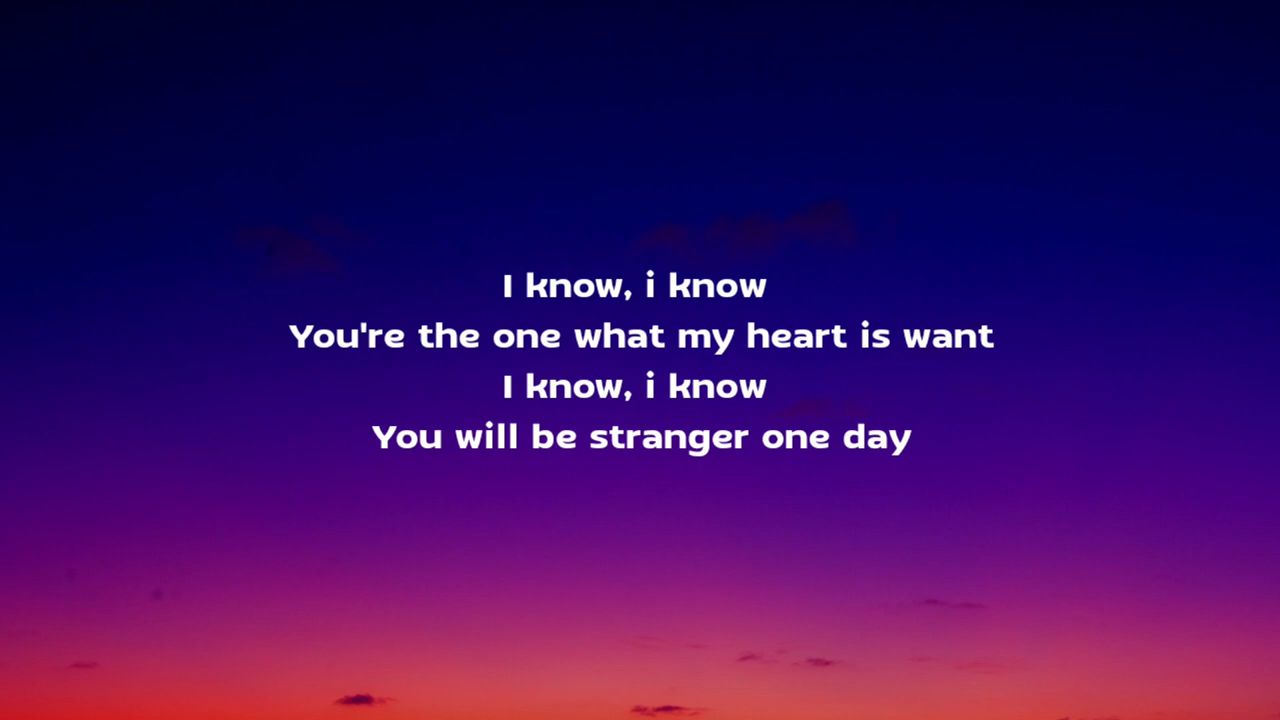 I know, i know
You're the one what my heart is want
I know, i know
You will be stranger one day